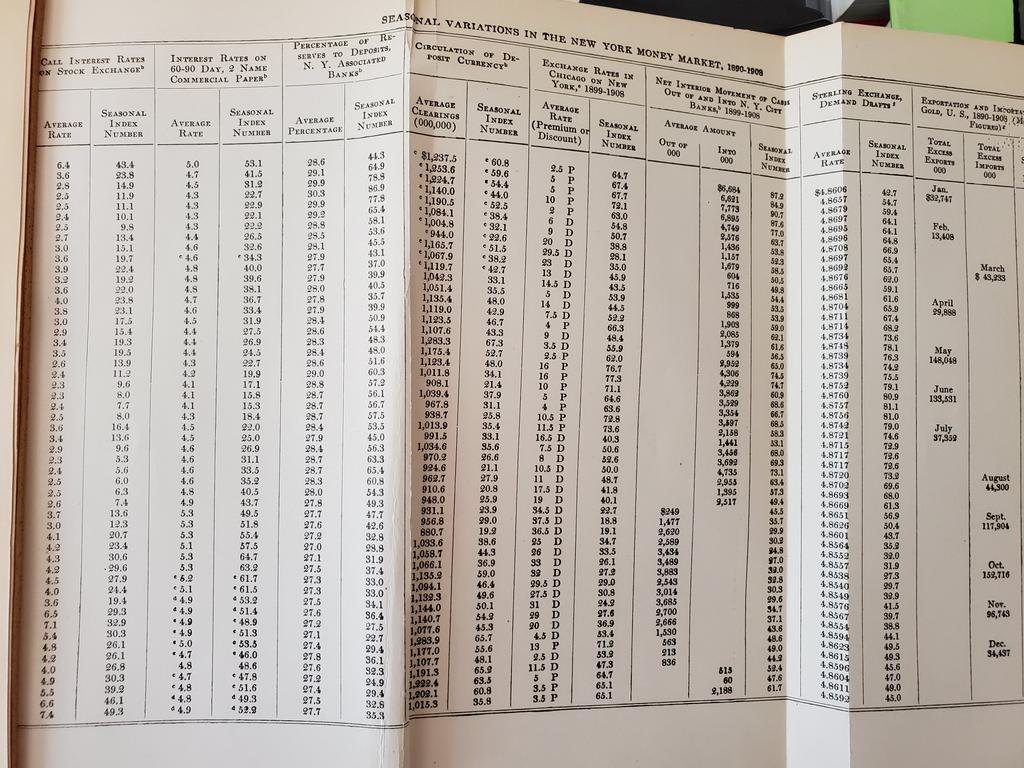 SEASONAL VARIATIONS IN THE NEW YORK MONEY MARKET, 1890-1908
CALL INTEREST RATES ON STOCK EXCHANGEᵇ
INTEREST RATES ON 60-90 DAY, 2 NAME COMMERCIAL PAPERᵇ
PERCENTAGE OF RESERVES TO DEPOSITS, N. Y. ASSOCIATED BANKSᵇ
AVERAGE RATE SEASONAL INDEX NUMBER AVERAGE RATE SEASONAL INDEX NUMBER AVERAGE PERCENTAGE SEASONAL INDEX NUMBER
6.4 43.4 5.0 53.1 28.6 44.3
3.6 23.8 4.7 41.5 29.1 64.9
2.8 14.9 4.5 31.2 29.5 78.8
2.5 11.9 4.3 22.7 30.3 86.9
2.5 11.1 4.3 22.9 29.9 77.8
2.4 10.1 4.3 22.1 29.2 65.4
2.5 9.8 4.3 22.2 28.8 58.1
2.7 13.4 4.5 26.5 28.5 53.6
3.0 15.1 4.6 32.6 28.1 45.5
3.6 19.7 ᶜ 4.6 ᶜ 34.3 27.9 43.1
3.9 22.4 4.8 40.0 27.7 37.0
3.2 19.2 4.8 39.6 27.9 39.9
3.6 22.0 4.8 38.1 28.0 40.5
4.0 23.8 4.7 36.7 27.8 35.7
3.8 23.1 4.6 33.4 27.9 39.9
3.0 17.5 4.5 31.9 28.4 50.9
2.9 15.4 4.4 27.5 28.6 54.4
3.4 19.3 4.4 26.9 28.3 48.3
3.5 19.5 4.4 24.5 28.4 48.0
2.6 13.9 4.3 22.7 28.6 51.6
2.4 11.2 4.2 19.9 29.0 60.3
2.3 9.6 4.1 17.1 28.8 57.2
2.3 8.0 4.1 15.8 28.7 56.7
2.4 7.7 4.1 15.3 28.7
2.5 8.0 4.3 18.4 28.7 57.5
3.6 16.4 4.5 22.0 28.4 53.5
3.4 13.6 4.5 25.0 27.9 45.0
2.9 9.6 4.6 26.9 28.4 56.3
2.3 5.3 4.6 31.1 28.7 63.3
2.4 5.6 4.6 33.5 28.7 65.4
2.5 6.0 4.6 35.2 28.3 60.8
2.5 6.3 4.8 40.5 28.0 54.3
2.6 7.4 4.9 43.7 27.8 49.3
3.7 13.6 5.3 49.5 27.7 47.7
3.0 12.3 5.3 51.8 27.6 42.6
4.1 20.7 5.3 55.4 27.2 32.8
4.2 23.4 5.1 57.5 27.0 28.8
4.3 30.6 5.3 64.7 27.1 31.9
4.2 29.6 5.3 63.2 27.5 37.4
4.5 27.9 ᵉ 5.2 ᵉ 61.7 27.3 33.0
4.0 24.4 ᵉ 5.1 ᵉ 61.5 27.3 33.0
3.6 19.4 ᵈ 4.9 ᵈ 53.2 27.5 34.1
6.5 29.3 ᵈ 4.9 ᵈ 51.4 27.6 36.4
7.1 32.9 ᵉ 4.9 ᵉ 48.9 27.2
5.4 30.3 ᵉ 4.9 ᵉ 51.3 27.1 22.7
4.8 26.1 ᵉ 5.0 ᵉ 53.5 27.4 29.4
4.2 26.1 ᶜ 4.7 ᶜ 46.0 27.8 36.1
4.0 26.8 4.8 48.6 27.6 32.3
4.9 30.3 ᶜ 4.7 ᶜ 47.8 27.2 24.9
5.5 39.2 ᶜ 4.8 ᶜ 51.6 27.4 29.4
6.6 46.1 ᵈ 4.8 ᵈ 49.3 27.5 32.8
7.4 49.3 ᵈ 4.9 ᵈ 52.2 27.7 35.3
CIRCULATION OF DEPOSIT CURRENCYᵇ
EXCHANGE RATES IN CHICAGO ON NEW YORK,ᵃ 1899-1908
NET INTERIOR MOVEMENT OF CASH OUT OF AND INTO N. Y. CITY BANKS,ᵇ 1899-1908
AVERAGE CLEARINGS (000,000) SEASONAL INDEX NUMBER AVERAGE RATE (Premium or Discount) SEASONAL INDEX NUMBER AVERAGE AMOUNT OUT OF 000 INTO 000 SEASONAL INDEX NUMBER
ᶜ $1,237.5 ᶜ 60.8 2.5 P 64.7 $6,684 87.2
ᶜ 1,253.6 ᶜ 59.6 5 P 67.4 6,621 84.9
ᶜ 1,224.7 ᶜ 54.4 5 P 67.7 7,773 90.7
ᶜ 1,140.0 ᶜ 44.0 10 P 72.1 6,895 87.6
ᶜ 1,190.5 ᶜ 52.5 2 P 63.0 4,749 77.0
ᶜ 1,084.1 ᶜ 38.4 6 D 54.8 2,576 63.7
ᶜ 1,004.8 ᶜ 32.1 9 D 50.7 1,436 53.8
ᶜ 944.0 ᶜ 22.6 20 D 38.8 1,157 52.3
ᶜ 1,165.7 ᶜ 51.5 29.5 D 28.1 1,679 58.5
ᶜ 1,067.9 ᶜ 38.2 23 D 35.0 604 50.5
ᶜ 1,119.7 ᶜ 42.7 13 D 45.9 716 49.8
1,042.3 33.1 14.5 D 43.5 1,535 54.4
1,051.4 35.5 5 D 53.9 999 53.5
1,135.4 48.0 14 D 44.5 868 53.9
1,119.0 42.9 7.5 D 52.2 1,903 59.0
1,123.5 46.7 4 P 66.3 2,085 62.1
1,107.6 43.3 9 D 48.4 1,379 61.6
1,283.3 67.3 3.5 D 55.9 594 56.5
1,175.4 52.7 2.5 P 62.0 2,952 65.0
1,123.4 48.0 16 P 76.7 4,306 74.5
1,011.8 34.1 16 P 77.3 4,229 74.7
908.1 21.4 10 P 71.1 3,862 60.9
1,039.4 37.9 5 P 64.6 3,529 68.6
967.8 31.1 4 P 63.6 3,354 66.7
938.7 25.8 10.5 P 72.8 3,597 68.5
1,013.9 35.4 11.5 P 73.6 2,158 58.3
991.5 33.1 16.5 D 40.3 1,441 53.1
1,034.6 35.6 7.5 D 50.6 3,456 68.0
970.2 26.6 8 D 52.6 3,692 69.3
924.6 21.1 10.5 D 50.0 4,735 73.1
962.7 27.9 11 D 48.7 2,955 63.4
910.6 20.8 17.5 D 41.8 1,395 57.3
948.0 25.9 19 D 40.1 2,517 49.4
931.1 23.9 34.5 D 22.7 $249 45.5
956.8 29.0 37.5 D 18.8 1,477 35.7
880.7 19.2 36.5 D 19.1 2,620 29.9
1,033.6 38.6 25 D 34.7 2,589 30.2
1,058.7 44.3 26 D 33.5 3,434 24.8
1,066.1 36.9 33 D 26.1 3,489 27.0
1,135.2 59.0 32 D 27.2 3,883 32.0
1,094.1 46.4 29.5 D 29.0 2,543 32.8
1,132.3 49.6 27.5 D 30.8 3,014 30.3
1,144.0 50.1 31 D 24.2 3,685 29.6
1,140.7 54.2 29 D 27.6 2,700 34.7
1,077.6 45.3 20 D 36.9 2,666 37.1
1,283.9 65.7 4.5 D 53.4 1,530 43.6
1,177.0 55.6 13 P 71.2 563 48.6
1,107.7 48.1 2.5 D 53.2 213 49.0
1,191.3 65.2 11.5 D 47.3 836 44.2
1,222.4 63.5 5 P 64.7 515 52.4
1,202.1 60.8 3.5 P 65.1 60 47.6
1,015.3 35.8 3.5 P 65.1 2,188 61.7
STERLING EXCHANGE, DEMAND DRAFTSᵈ
EXPORTATION AND
GOLD, U. S., 1890-1908,
FIGURES)
AVERAGE RATE SEASONAL INDEX NUMBER TOTAL EXCESS EXPORTS 000 TOTAL EXCESS IMPORTS 000
$4.8606 42.7 Jan.
4.8657 54.7 $32,747
4.8679 59.4
4.8697 64.1
4.8695 64.1 Feb.
4.8696 64.8 13,408
4.8708 66.9
4.8697 65.4
4.8692 65.7 March
4.8676 62.0 $ 43,233
4.8665 59.1
4.8681 61.6
4.8704 65.9 April
4.8711 67.4 29,888
4.8714 68.2
4.8734 73.6
4.8748 78.1 May
4.8739 76.3 148,048
4.8734 74.2
4.8739 75.5
4.8752 79.1 June
4.8760 80.9 133,531
4.8757 81.1
4.8756 81.0
4.8742 79.0 July
4.8721 74.6 37,352
4.8715 72.9
4.8717 72.6
4.8717 72.6
4.8720 73.2 August
4.8702 69.6 44,300
4.8693 68.0
4.8669 61.3
4.8651 56.9 Sept.
4.8626 50.4 117,904
4.8601 43.7
4.8564 35.2
4.8552 32.0
4.8557 31.9 Oct.
4.8538 27.3 152,716
4.8540 29.7
4.8549 32.9
4.8576 41.5 Nov.
4.8567 39.7 96,743
4.8554 38.8
4.8594 44.1
4.8623 49.5 Dec.
4.8615 49.3 34,437
4.8596 45.6
4.8604 47.0
4.8611 49.0
4.8592 45.0